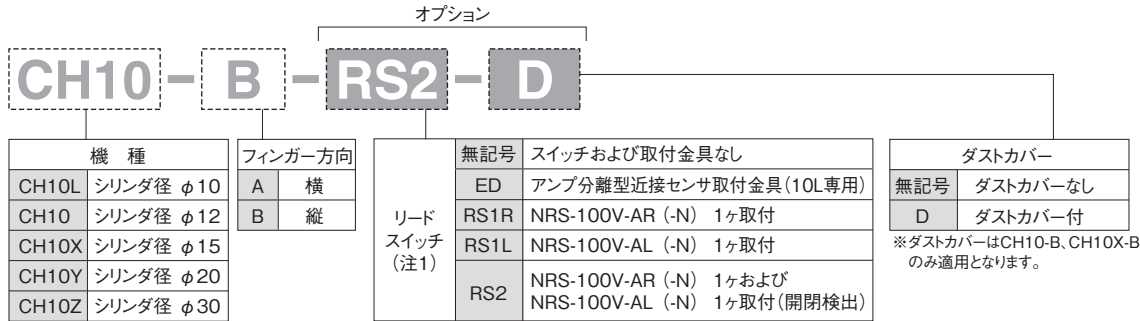 オプション
CH10-B-RS2-D
機 種
CH10L シリンダ径 φ10
CH10 シリンダ径 φ12
CH10X シリンダ径 φ15
CH10Y シリンダ径 φ20
CH10Z シリンダ径 φ30
フィンガー方向
A 横
B 縦
リード
スイッチ
(注1)
無記号 スイッチおよび取付金具なし
ED アンプ分離型近接センサ取付金具(10L専用)
RS1R NRS-100V-AR (-N) 1ヶ取付
RS1L NRS-100V-AL (-N) 1ヶ取付
RS2 NRS-100V-AR (-N) 1ヶおよび
NRS-100V-AL (-N) 1ヶ取付(開閉検出)
ダストカバー
無記号 ダストカバーなし
D ダストカバー付
※ダストカバーはCH10-B、CH10X-B
のみ適用となります。